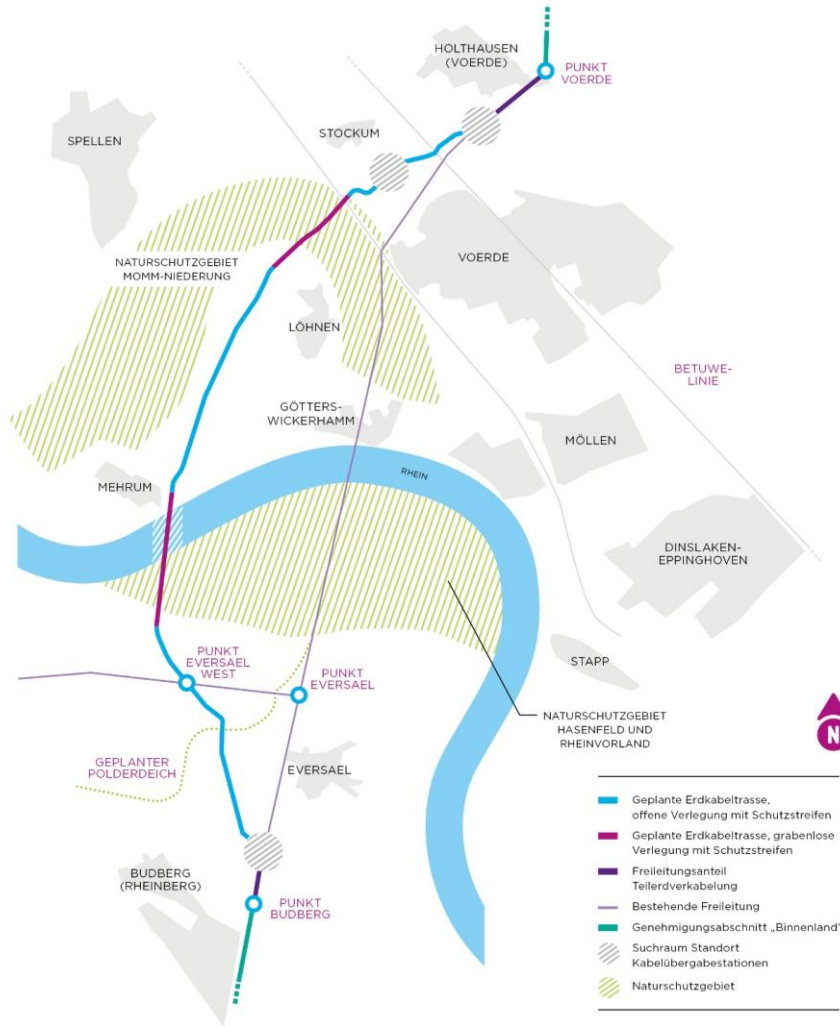 HOLTHAUSEN
(VOERDE)
PUNKT
VOERDE
SPELLEN
STOCKUM
NATURSCHUTZGEBIET
MOMM-NIEDERUNG
VOERDE
LÖHNEN
BETUWE-
LINIE
GÖTTERS-
WICKERHAMM
MÖLLEN
MEHRUM
RHEIN
DINSLAKEN-
EPPINGHOVEN
PUNKT
EVERSAEL
WEST
PUNKT
EVERSAEL
STAPP
NATURSCHUTZGEBIET
HASENFELD UND
RHEINVORLAND
N
GEPLANTER
POLDERDEICH
EVERSAEL
BUDBERG
(RHEINBERG)
PUNKT
BUDBERG
Geplante Erdkabeltrasse,
offene Verlegung mit Schutzstreifen
Geplante Erdkabeltrasse, grabenlose
Verlegung mit Schutzstreifen
Freileitungsanteil
Teilerdverkabelung
Bestehende Freileitung
Genehmigungsabschnitt „Binnenland“
Suchraum Standort
Kabelübergabestationen
Naturschutzgebiet